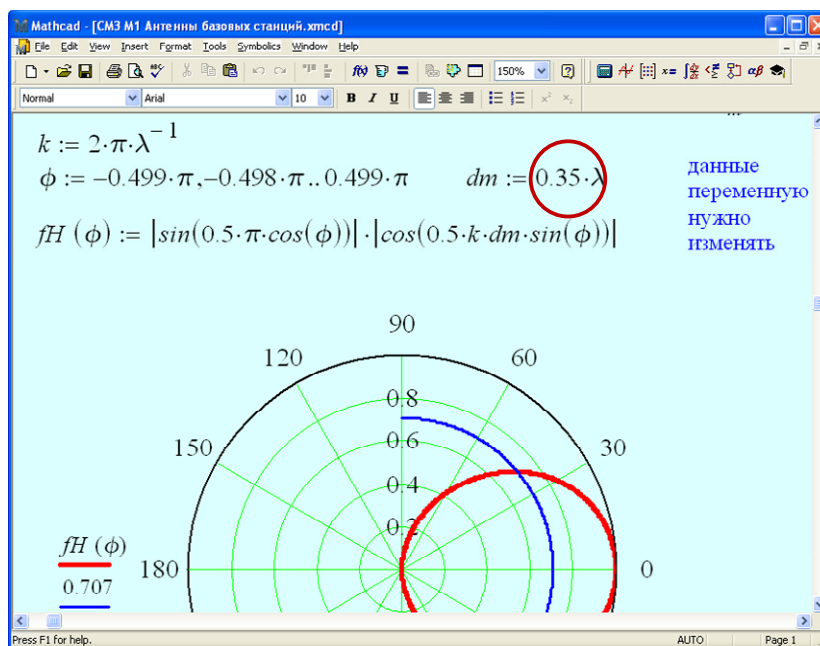 Mathcad - [СМЗ М1 Антенны базовых станций.xmcd]
File Edit View Insert Format Tools Symbolics Window Help
150%
Normal Arial 10 B I U
k := 2·π·λ⁻¹
ϕ := −0.499·π, −0.498·π .. 0.499·π dm := 0.35·λ
fH (ϕ) := |sin(0.5·π·cos(ϕ))|·|cos(0.5·k·dm·sin(ϕ))|
данные
переменную
нужно
изменять
90
120 60
0.8
150 0.6 30
0.4
0.2
fH (ϕ)
180 0
0.707
Press F1 for help. AUTO Page 1